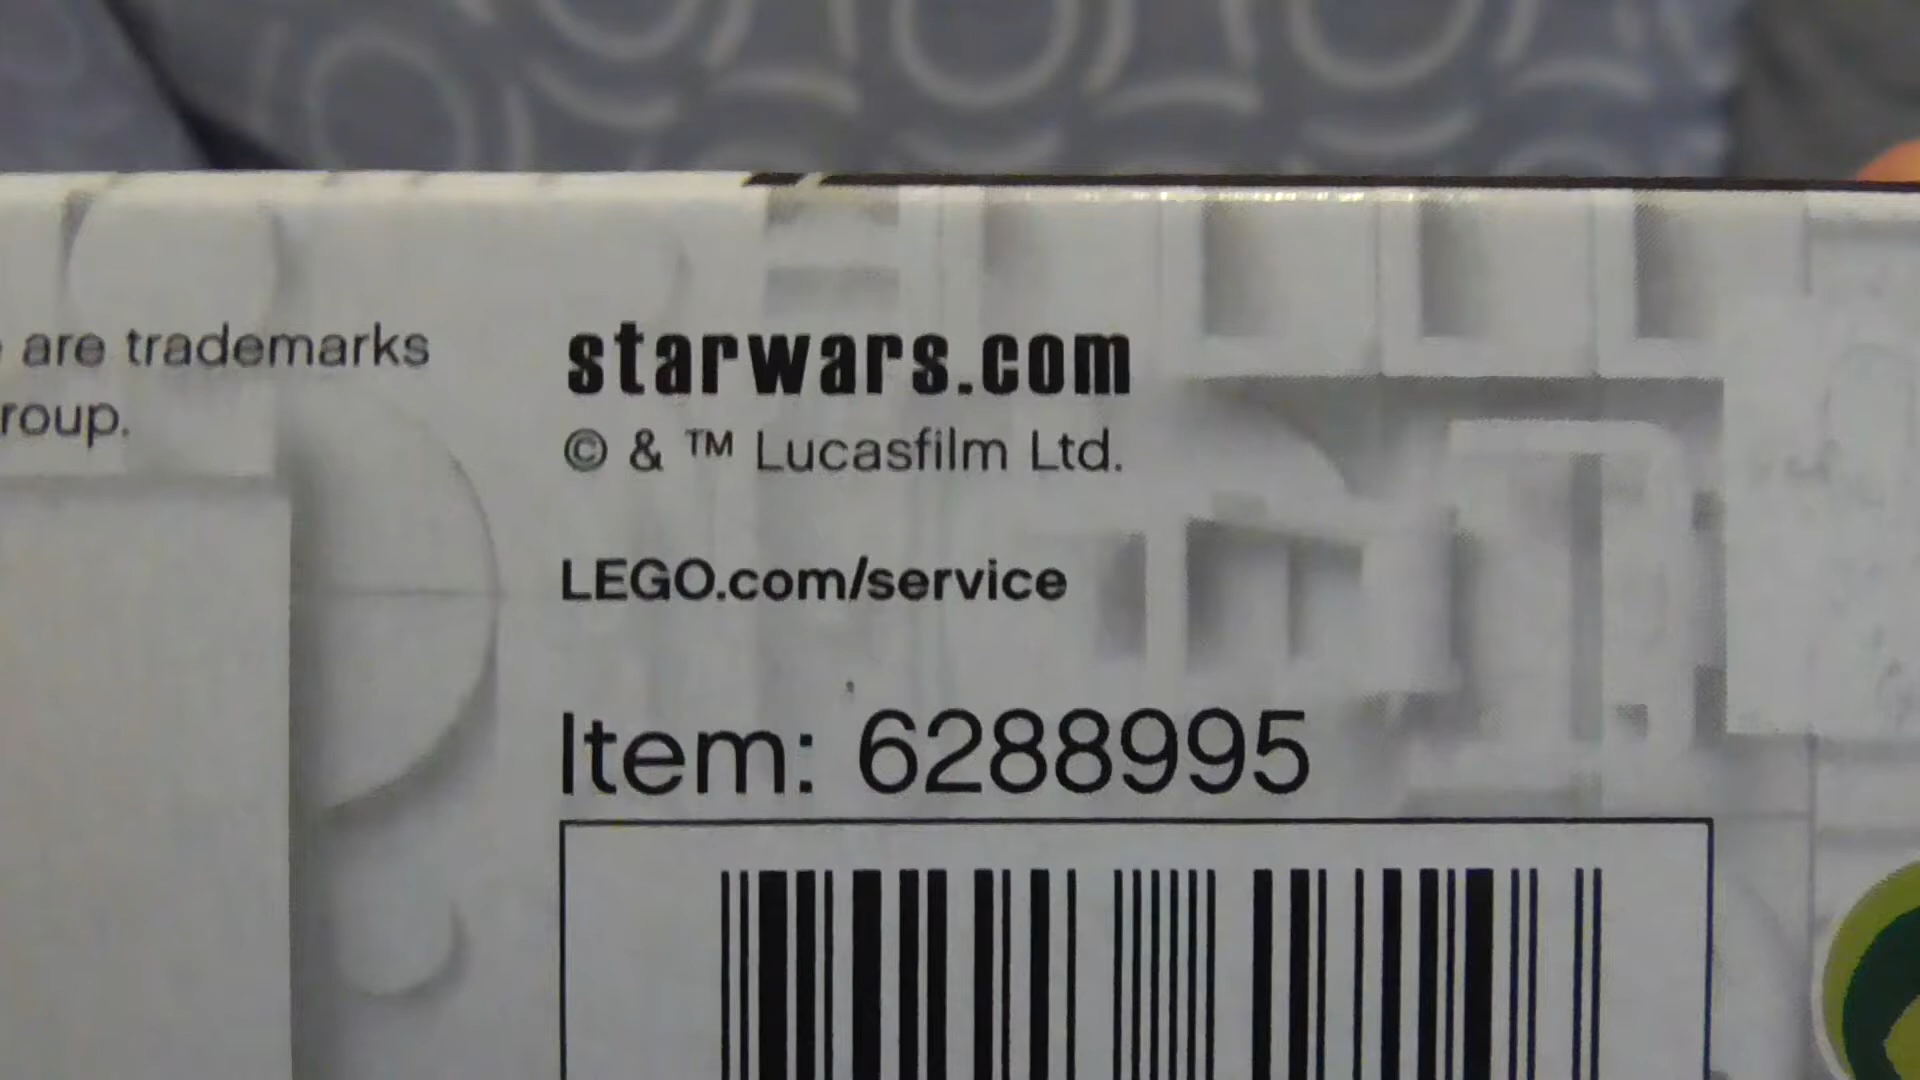 are trademarks
roup.
starwars.com
© & ™ Lucasfilm Ltd.
LEGO.com/service
Item: 6288995